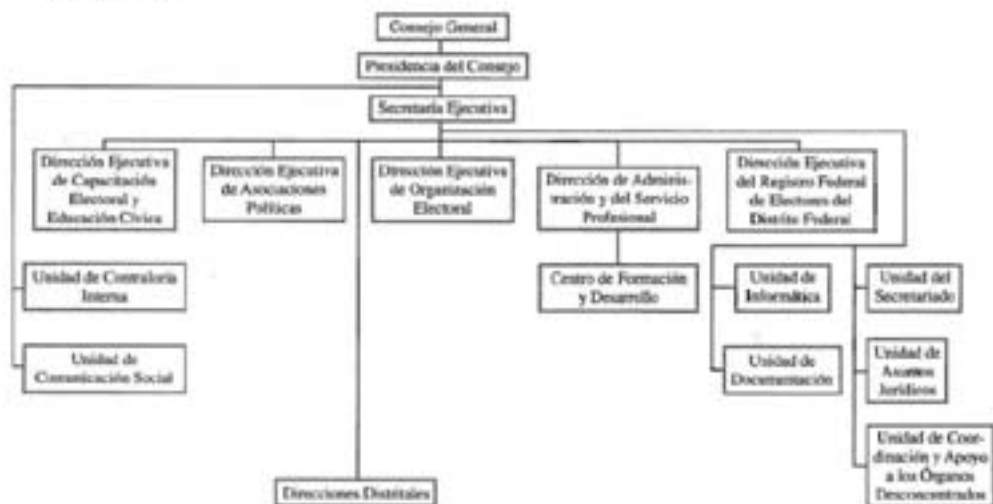 Consejo General
Presidencia del Consejo
Secretaría Ejecutiva
Dirección Ejecutiva
de Capacitación
Electoral y
Educación Cívica
Dirección Ejecutiva
de Asociaciones
Políticas
Dirección Ejecutiva
de Organización
Electoral
Dirección de Adminis-
tración y del Servicio
Profesional
Dirección Ejecutiva
del Registro Federal
de Electores del
Distrito Federal
Unidad de Contraloría
Interna
Centro de Formación
y Desarrollo
Unidad de
Informática
Unidad del
Secretariado
Unidad de
Comunicación Social
Unidad de
Documentación
Unidad de
Asuntos
Jurídicos
Unidad de Coor-
dinación y Apoyo
a los Órganos
Desconcentrados
Direcciones Distritales